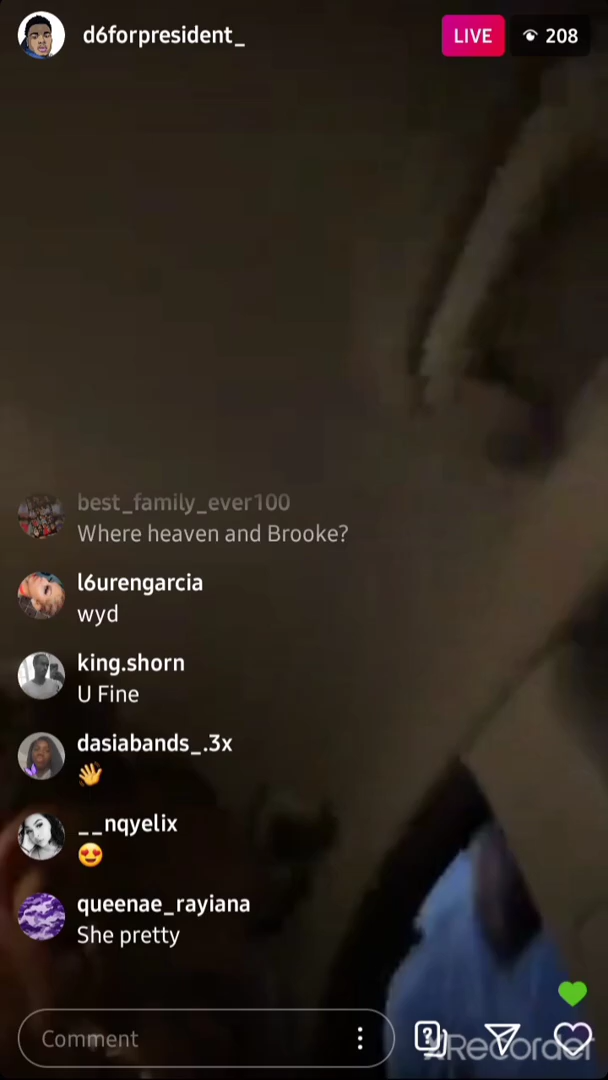 d6forpresident_
LIVE
208
best_family_ever100
Where heaven and Brooke?
l6urengarcia
wyd
king.shorn
U Fine
dasiabands_.3x
👋
__nqyelix
😍
queenae_rayiana
She pretty
Comment
XRecorder